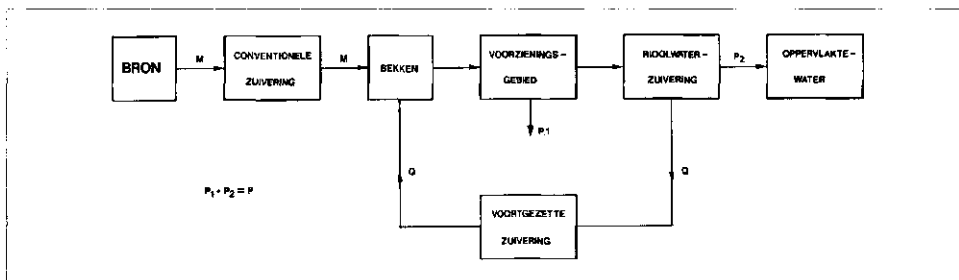 BRON
M
CONVENTIONELE
ZUIVERING
M
BEKKEN
VOORZIENINGS-
GEBIED
RIOOLWATER-
ZUIVERING
P2
OPPERVLAKTE-
WATER
P1
Q
Q
P1 + P2 = P
VOORTGEZETTE
ZUIVERING